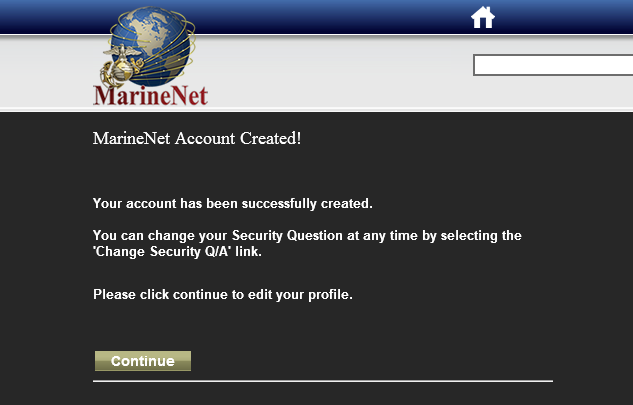 MarineNet
MarineNet Account Created!
Your account has been successfully created.
You can change your Security Question at any time by selecting the
'Change Security Q/A' link.
Please click continue to edit your profile.
Continue